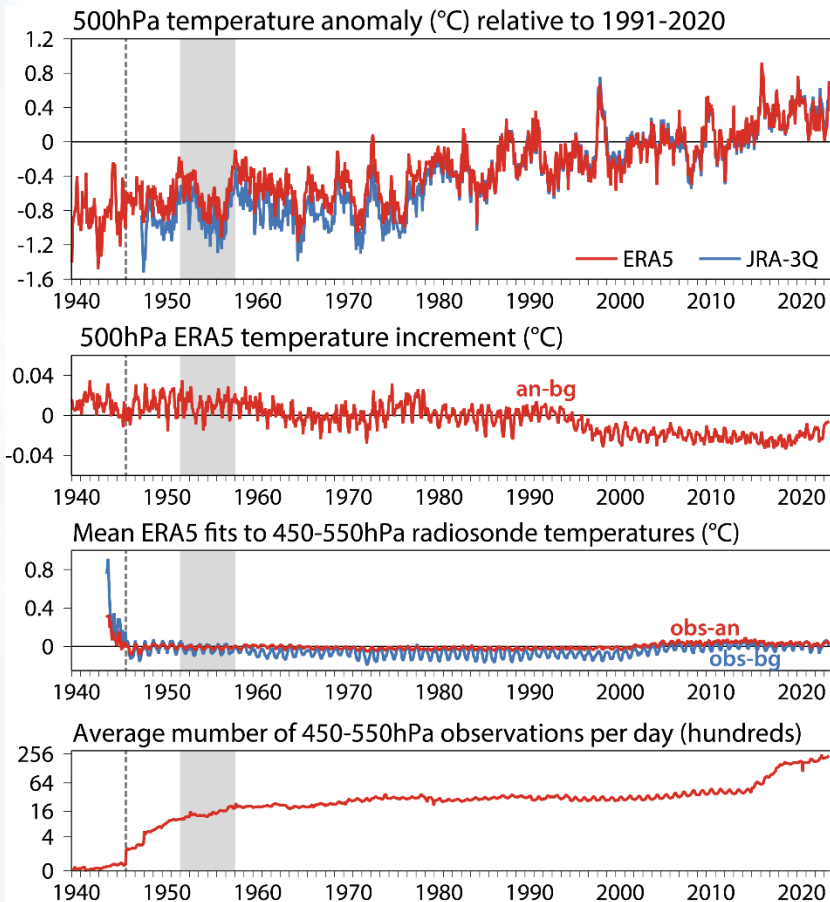 500hPa temperature anomaly (°C) relative to 1991-2020
1.2
0.8
0.4
0
-0.4
-0.8
-1.2
-1.6
ERA5 JRA-3Q
1940 1950 1960 1970 1980 1990 2000 2010 2020
500hPa ERA5 temperature increment (°C)
0.04
an-bg
0
-0.04
1940 1950 1960 1970 1980 1990 2000 2010 2020
Mean ERA5 fits to 450-550hPa radiosonde temperatures (°C)
0.8
0.4
obs-an
0
obs-bg
1940 1950 1960 1970 1980 1990 2000 2010 2020
Average mumber of 450-550hPa observations per day (hundreds)
256
64
16
4
0
1940 1950 1960 1970 1980 1990 2000 2010 2020